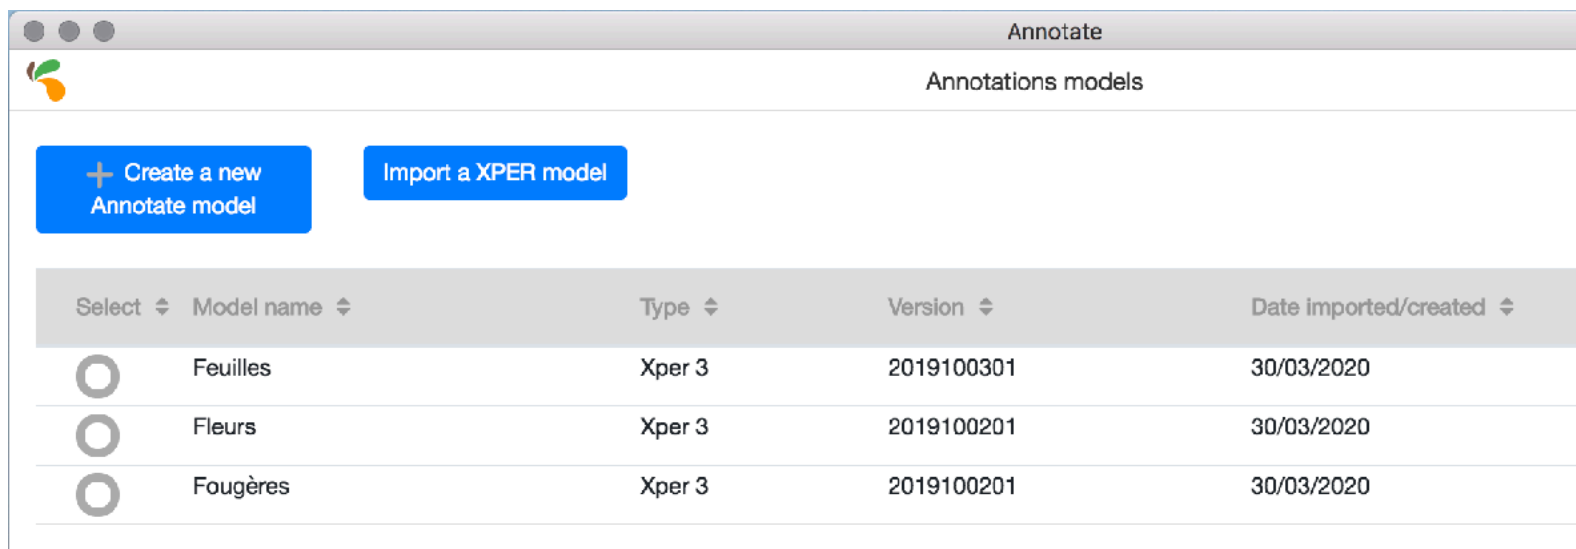 Annotate
Annotations models
Create a new
Annotate model
Import a XPER model
Select Model name Type Version Date imported/created
Feuilles Xper 3 2019100301 30/03/2020
Fleurs Xper 3 2019100201 30/03/2020
Fougères Xper 3 2019100201 30/03/2020